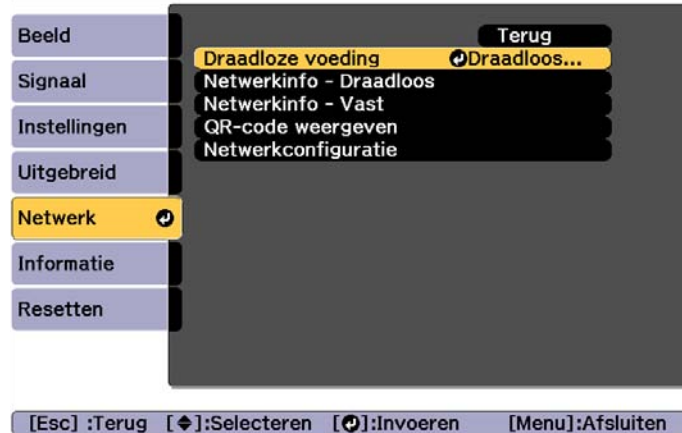 Beeld
Signaal
Instellingen
Uitgebreid
Netwerk
Informatie
Resetten
Terug
Draadloze voeding Draadloos...
Netwerkinfo - Draadloos
Netwerkinfo - Vast
QR-code weergeven
Netwerkconfiguratie
[Esc] :Terug [◆]:Selecteren [↵]:Invoeren [Menu]:Afsluiten